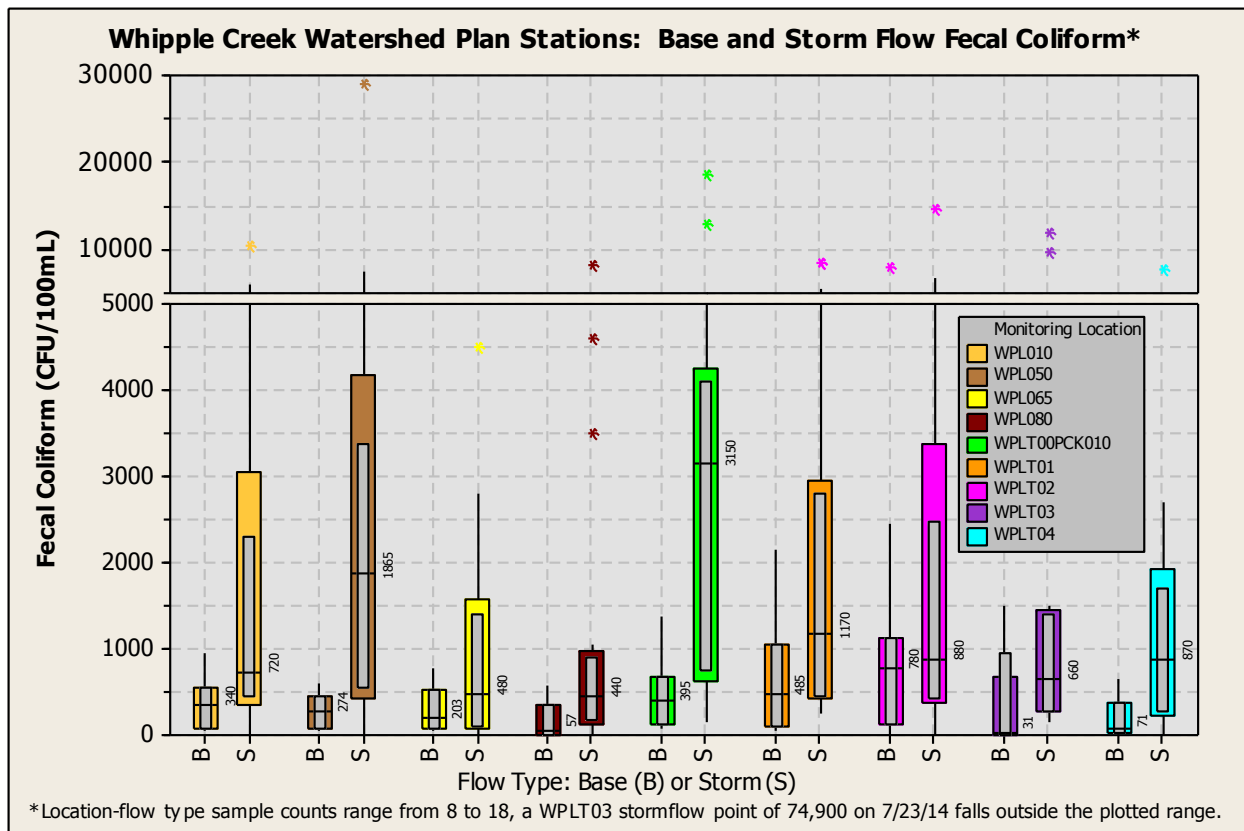 Whipple Creek Watershed Plan Stations: Base and Storm Flow Fecal Coliform*
30000
20000
10000
5000
4000
3000
2000
1000
0
Fecal Coliform (CFU/100mL)
Monitoring Location
WPL010
WPL050
WPL065
WPL080
WPLT00PCK010
WPLT01
WPLT02
WPLT03
WPLT04
340
720
274
1865
203
480
57
440
395
3150
485
1170
780
880
31
660
71
870
B S B S B S B S B S B S B S B S B S
Flow Type: Base (B) or Storm (S)
*Location-flow type sample counts range from 8 to 18, a WPLT03 stormflow point of 74,900 on 7/23/14 falls outside the plotted range.